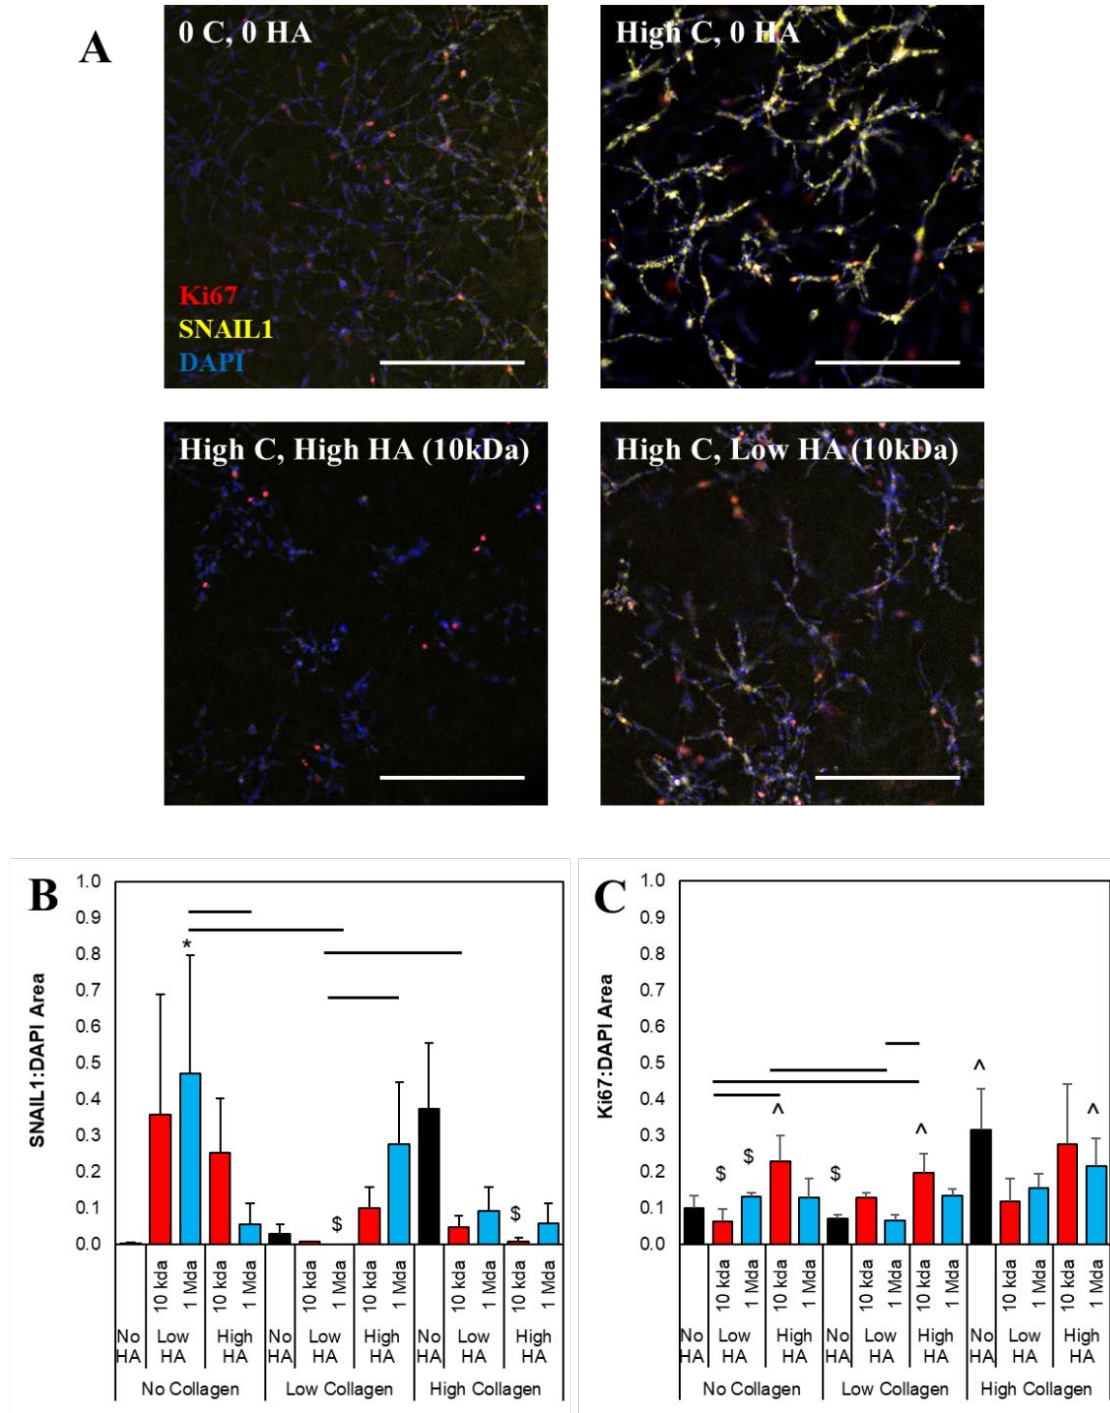 A
0 C, 0 HA
High C, 0 HA
Ki67
SNAIL1
DAPI
High C, High HA (10kDa)
High C, Low HA (10kDa)
B
SNAIL1:DAPI Area
1.0
0.9
0.8
0.7
0.6
0.5
0.4
0.3
0.2
0.1
0.0
*
$
$
10 kda
1 Mda
10 kda
1 Mda
10 kda
1 Mda
10 kda
1 Mda
10 kda
1 Mda
10 kda
1 Mda
No HA
Low HA
High HA
No HA
Low HA
High HA
No HA
Low HA
High HA
No Collagen
Low Collagen
High Collagen
C
Ki67:DAPI Area
1.0
0.9
0.8
0.7
0.6
0.5
0.4
0.3
0.2
0.1
0.0
$
$
^
$
^
^
^
10 kda
1 Mda
10 kda
1 Mda
10 kda
1 Mda
10 kda
1 Mda
10 kda
1 Mda
10 kda
1 Mda
No HA
Low HA
High HA
No HA
Low HA
High HA
No HA
Low HA
High HA
No Collagen
Low Collagen
High Collagen